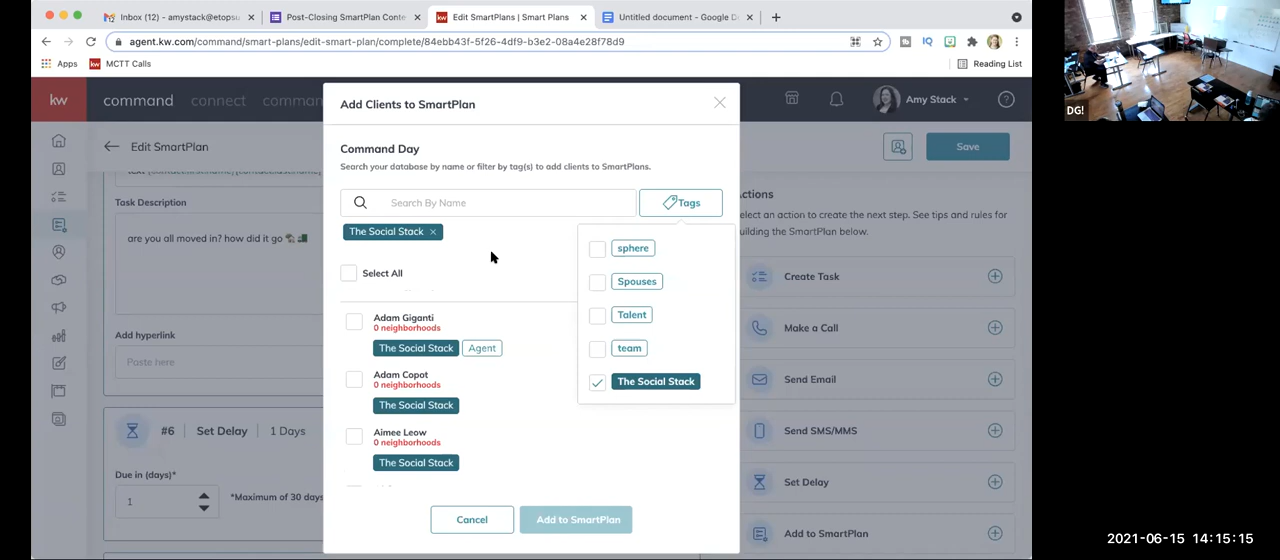 Inbox (12) - amystack@etopsu
Post-Closing SmartPlan Conte
Edit SmartPlans | Smart Plans
Untitled document - Google D
agent.kw.com/command/smart-plans/edit-smart-plan/complete/84ebb43f-5f26-4df9-b3e2-08a4e28f78d9
Apps
MCTT Calls
Reading List
kw
command
connect
comman
Amy Stack
Edit SmartPlan
Save
Task Description
are you all moved in? how did it go
Add hyperlink
Paste here
#6 Set Delay 1 Days
Due in (days)*
1
*Maximum of 30 days
Add Clients to SmartPlan
Command Day
Search your database by name or filter by tag(s) to add clients to SmartPlans.
Search By Name
Tags
The Social Stack
Select All
Adam Giganti
0 neighborhoods
The Social Stack Agent
Adam Copot
0 neighborhoods
The Social Stack
Aimee Leow
0 neighborhoods
The Social Stack
sphere
Spouses
Talent
team
The Social Stack
Cancel
Add to SmartPlan
ctions
lect an action to create the next step. See tips and rules for
uilding the SmartPlan below.
Create Task
Make a Call
Send Email
Send SMS/MMS
Set Delay
Add to SmartPlan
DG!
2021-06-15 14:15:15